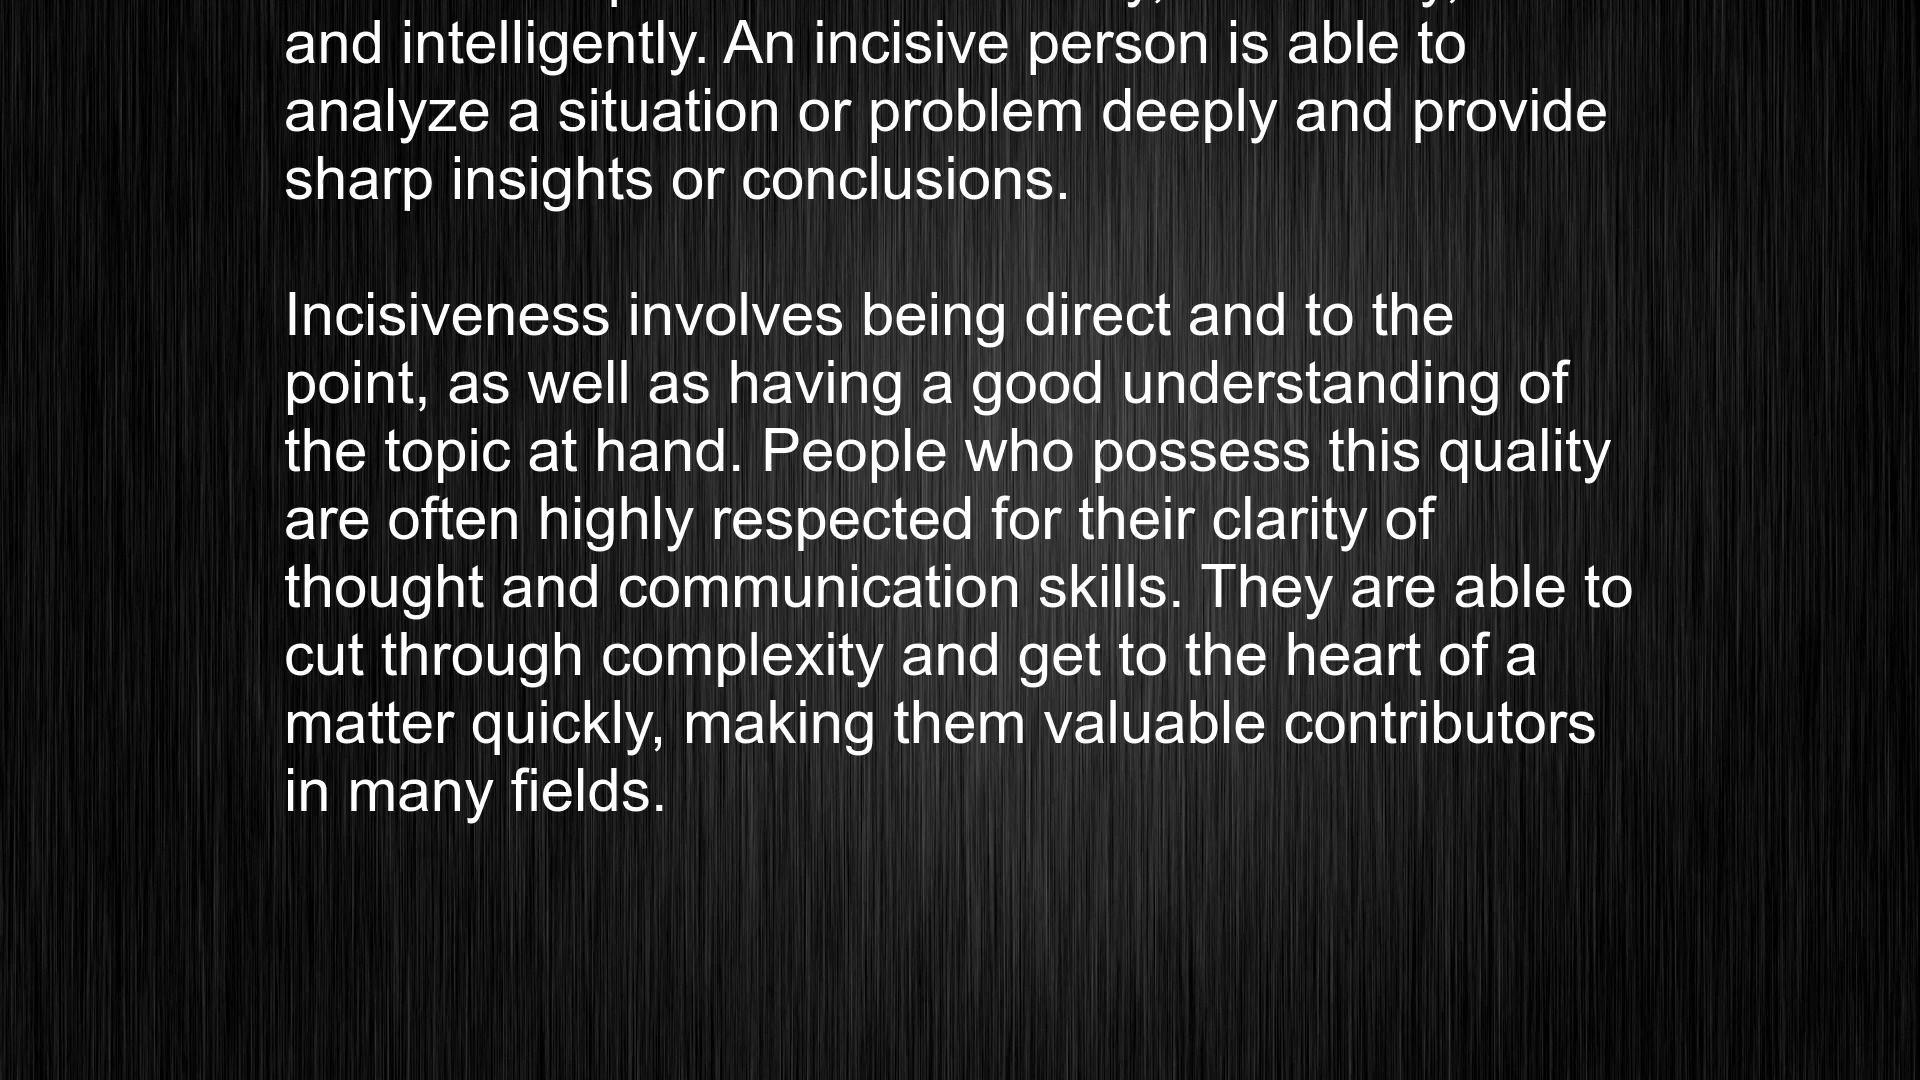 and intelligently. An incisive person is able to
analyze a situation or problem deeply and provide
sharp insights or conclusions.
Incisiveness involves being direct and to the
point, as well as having a good understanding of
the topic at hand. People who possess this quality
are often highly respected for their clarity of
thought and communication skills. They are able to
cut through complexity and get to the heart of a
matter quickly, making them valuable contributors
in many fields.